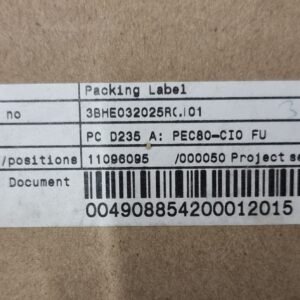 Packing Label
no 3BHE032025R0101
PC D235 A: PEC80-CIO FU
/positions 11096095 /000050 Project se
Document
004908854200012015